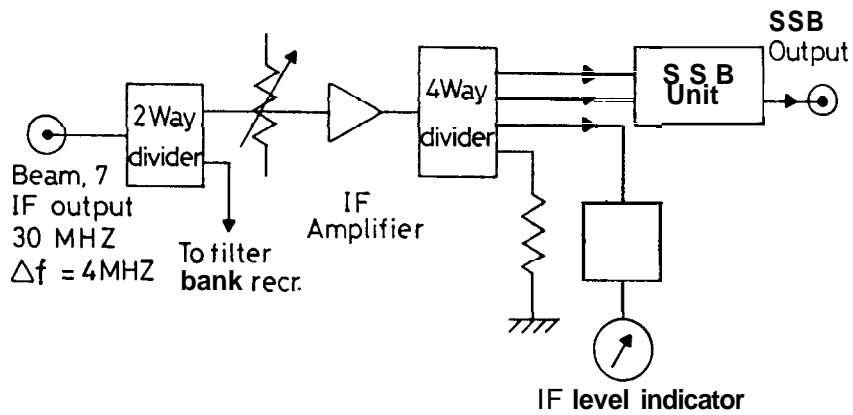 SSB
Output
S S B
Unit
2Way
divider
4Way
divider
Beam, 7
IF output
30 MHZ
Δf = 4MHZ
To filter
bank recr.
IF
Amplifier
IF level indicator